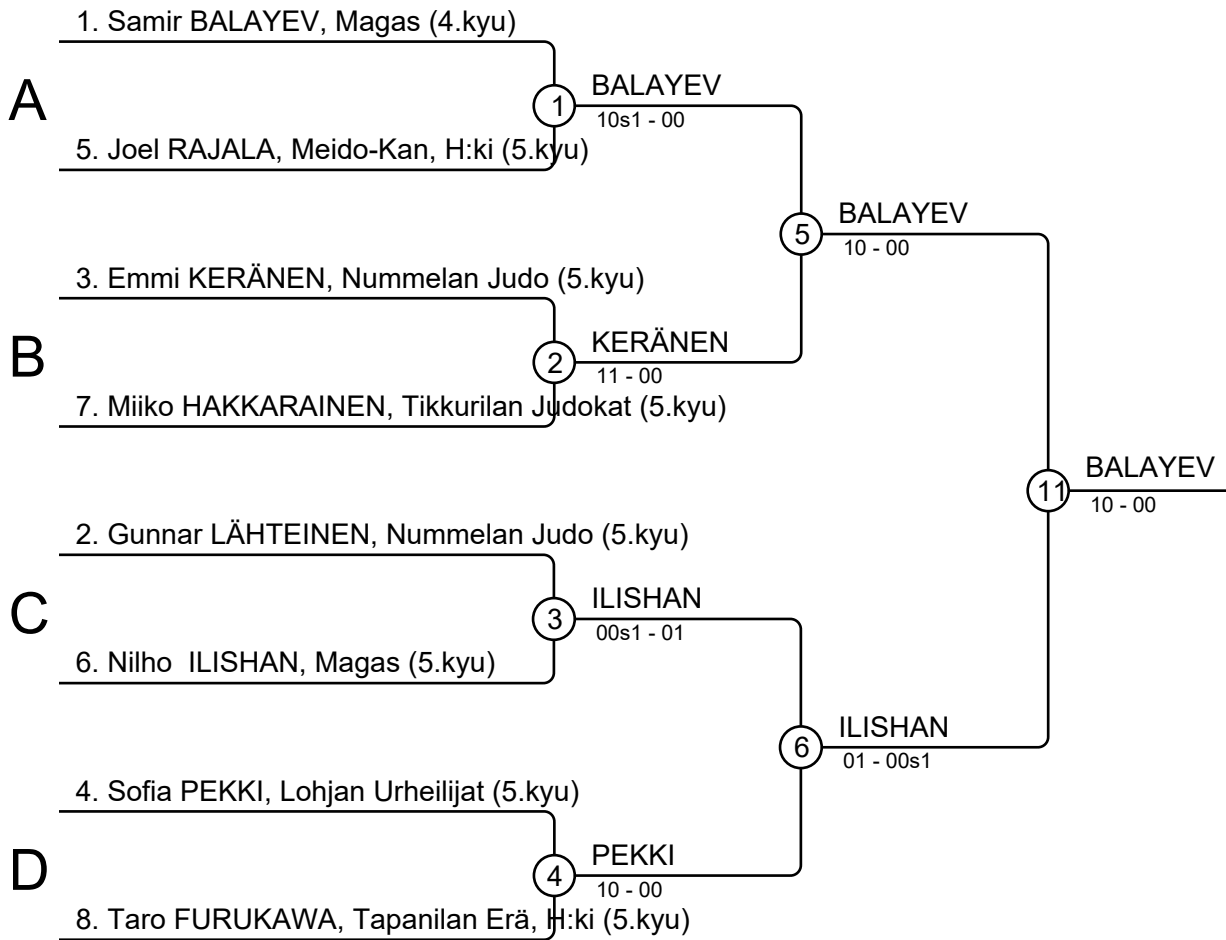 1. Samir BALAYEV, Magas (4.kyu)
A
1
BALAYEV
10s1 - 00
5. Joel RAJALA, Meido-Kan, H:ki (5.kyu)
5
BALAYEV
10 - 00
3. Emmi KERÄNEN, Nummelan Judo (5.kyu)
B
2
KERÄNEN
11 - 00
7. Miiko HAKKARAINEN, Tikkurilan Judokat (5.kyu)
11
BALAYEV
10 - 00
2. Gunnar LÄHTEINEN, Nummelan Judo (5.kyu)
C
3
ILISHAN
00s1 - 01
6. Nilho  ILISHAN, Magas (5.kyu)
6
ILISHAN
01 - 00s1
4. Sofia PEKKI, Lohjan Urheilijat (5.kyu)
D
4
PEKKI
10 - 00
8. Taro FURUKAWA, Tapanilan Erä, H:ki (5.kyu)